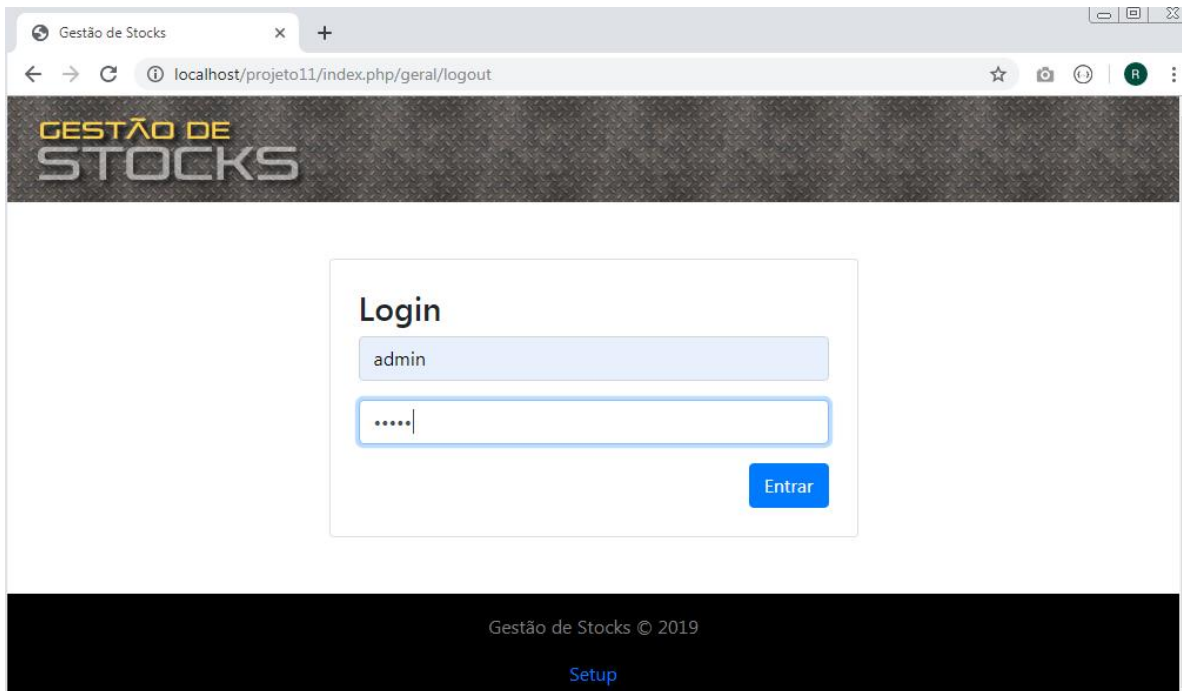 Gestão de Stocks
localhost/projeto11/index.php/geral/logout
R
GESTÃO DE
STOCKS
Login
admin
•••••
Entrar
Gestão de Stocks © 2019
Setup